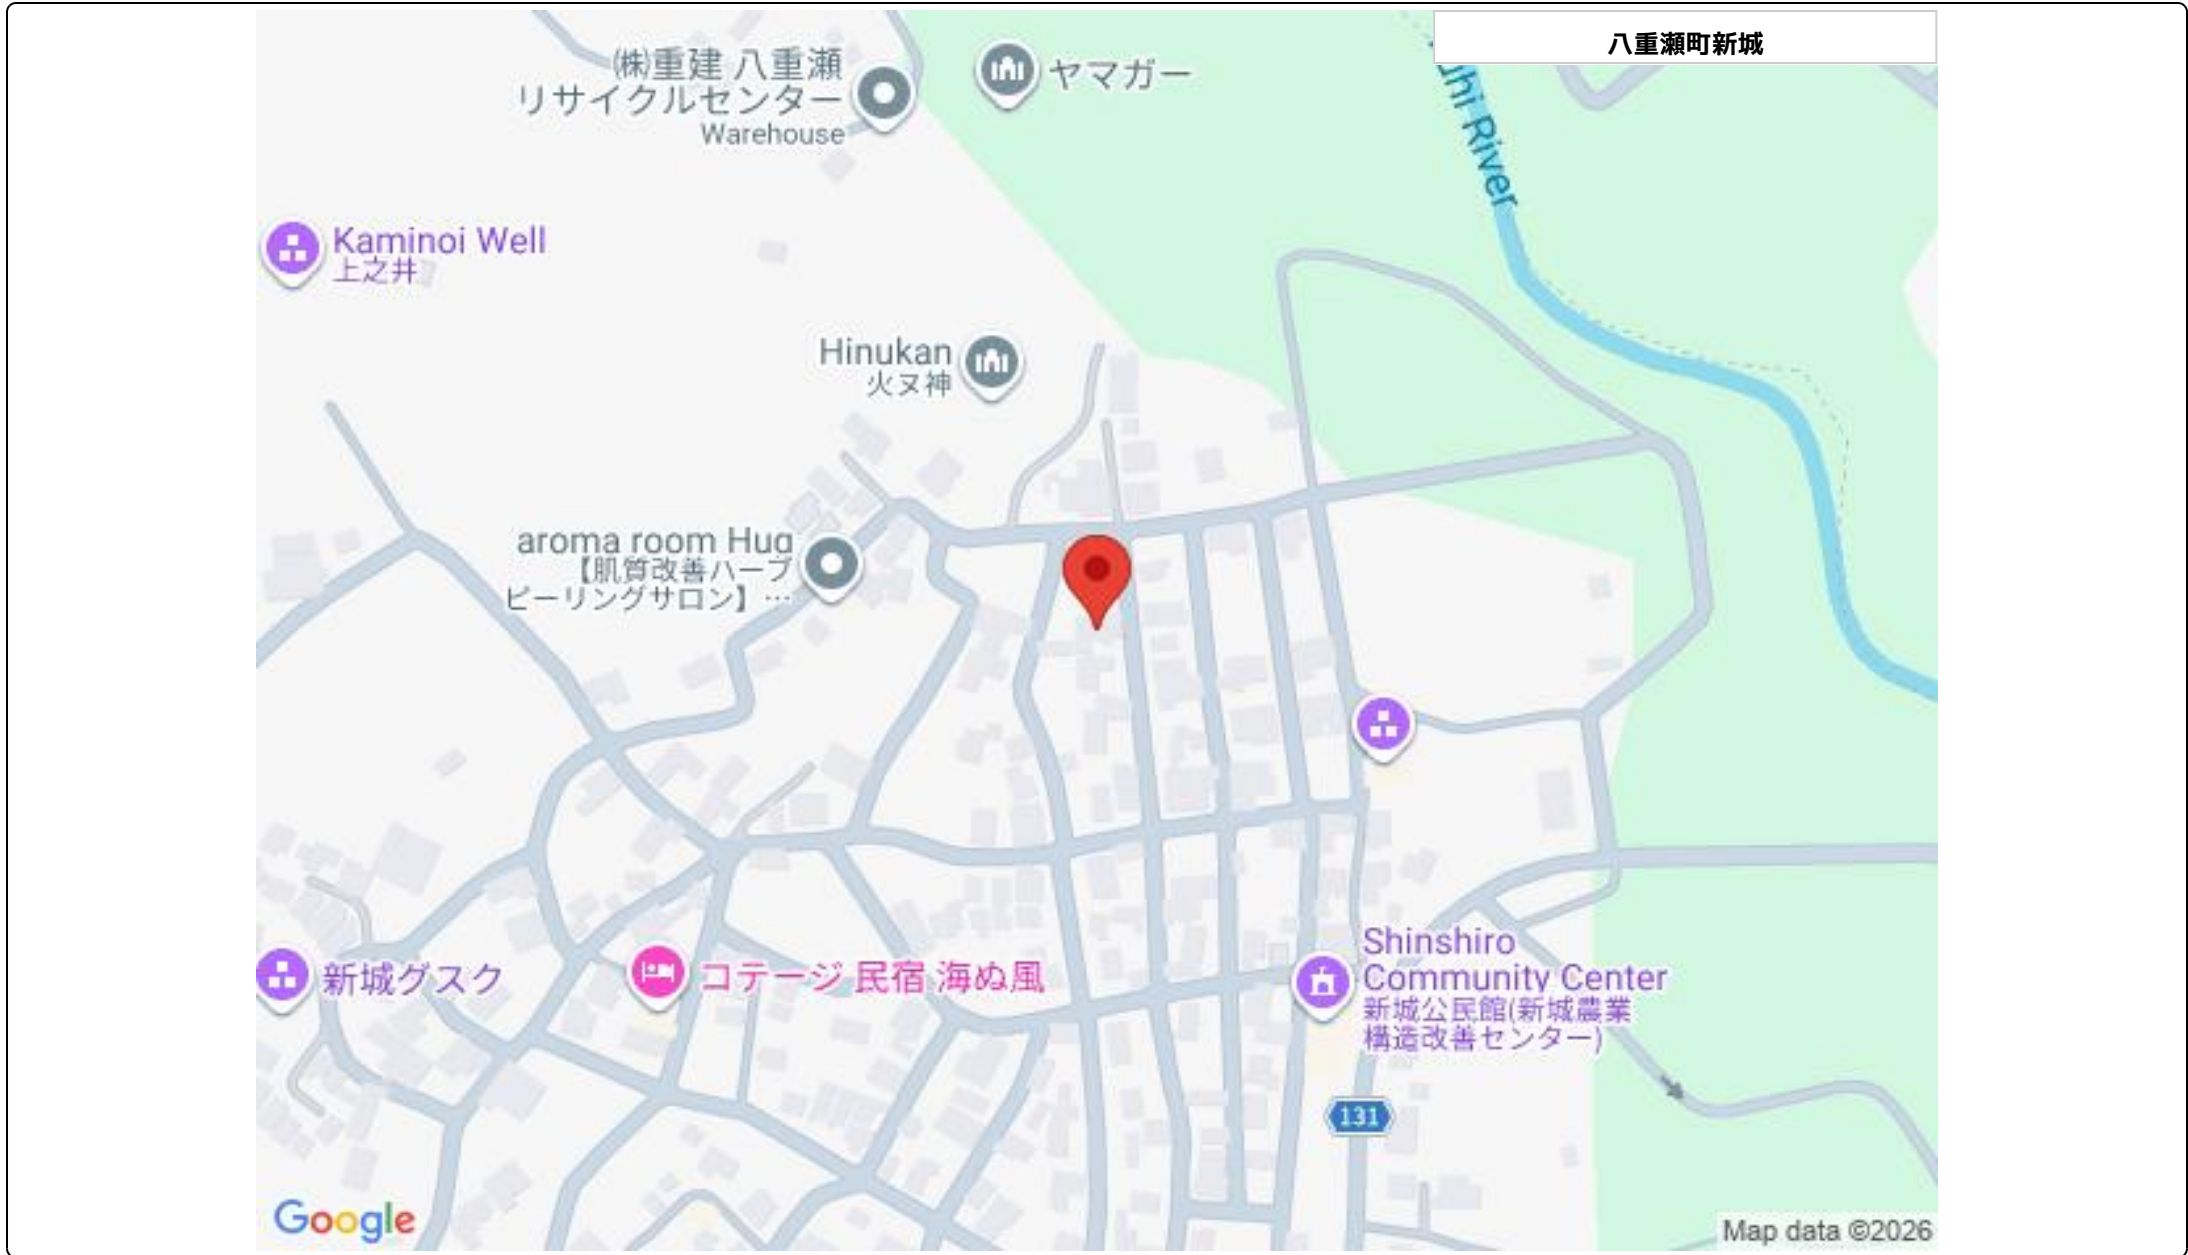 八重瀬町新城
㈱重建 八重瀬
リサイクルセンター
Warehouse
ヤマガー
uhi River
Kaminoi Well
上之井
Hinukan
火ヌ神
aroma room Hug
【肌質改善ハーブ
ピーリングサロン】…
新城グスク
コテージ 民宿 海ぬ風
Shinshiro
Community Center
新城公民館(新城農業
構造改善センター)
131
Google
Map data ©2026